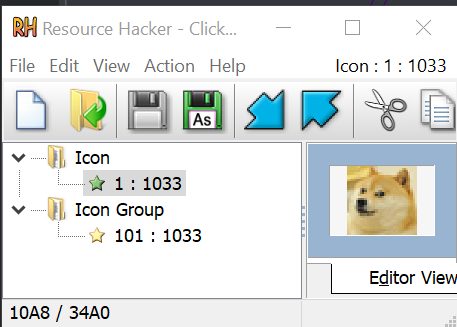 RH Resource Hacker - Click...
File Edit View Action Help Icon : 1 : 1033
As
Icon
1 : 1033
Icon Group
101 : 1033
Editor View
10A8 / 34A0